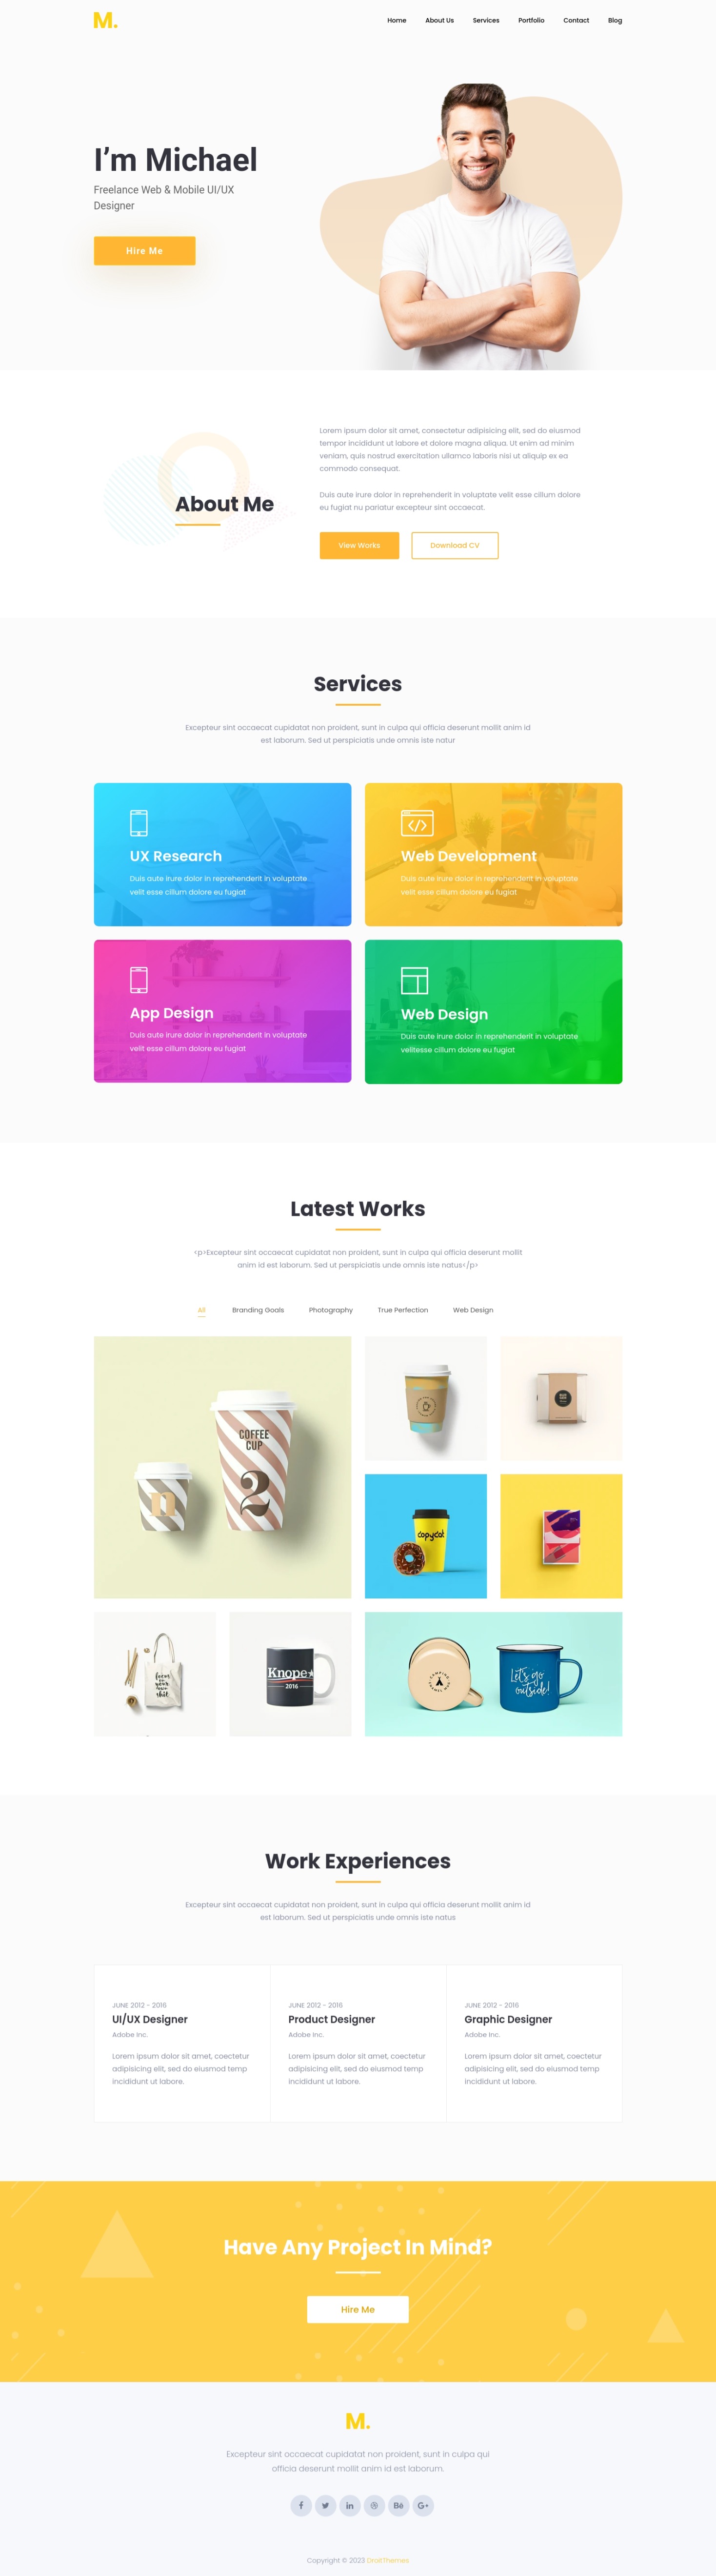 M.
Home About Us Services Portfolio Contact Blog
I'm Michael
Freelance Web & Mobile UI/UX
Designer
Hire Me
About Me
Lorem ipsum dolor sit amet, consectetur adipisicing elit, sed do eiusmod
tempor incididunt ut labore et dolore magna aliqua. Ut enim ad minim
veniam, quis nostrud exercitation ullamco laboris nisi ut aliquip ex ea
commodo consequat.
Duis aute irure dolor in reprehenderit in voluptate velit esse cillum dolore
eu fugiat nu pariatur excepteur sint occaecat.
View Works
Download CV
Services
Excepteur sint occaecat cupidatat non proident, sunt in culpa qui officia deserunt mollit anim id
est laborum. Sed ut perspiciatis unde omnis iste natur
UX Research
Duis aute irure dolor in reprehenderit in voluptate
velit esse cillum dolore eu fugiat
Web Development
Duis aute irure dolor in reprehenderit in voluptate
velit esse cillum dolore eu fugiat
App Design
Duis aute irure dolor in reprehenderit in voluptate
velit esse cillum dolore eu fugiat
Web Design
Duis aute irure dolor in reprehenderit in voluptate
velitesse cillum dolore eu fugiat
Latest Works
<p>Excepteur sint occaecat cupidatat non proident, sunt in culpa qui officia deserunt mollit
anim id est laborum. Sed ut perspiciatis unde omnis iste natus</p>
All Branding Goals Photography True Perfection Web Design
COFFEE
CUP
2
n
copycat
focus
on
your
shit
Knope
2016
CAMPING
ENAMEL MUG
Let's go
outside!
Work Experiences
Excepteur sint occaecat cupidatat non proident, sunt in culpa qui officia deserunt mollit anim id
est laborum. Sed ut perspiciatis unde omnis iste natus
JUNE 2012 - 2016
UI/UX Designer
Adobe Inc.
Lorem ipsum dolor sit amet, coectetur
adipisicing elit, sed do eiusmod temp
incididunt ut labore.
JUNE 2012 - 2016
Product Designer
Adobe Inc.
Lorem ipsum dolor sit amet, coectetur
adipisicing elit, sed do eiusmod temp
incididunt ut labore.
JUNE 2012 - 2016
Graphic Designer
Adobe Inc.
Lorem ipsum dolor sit amet, coectetur
adipisicing elit, sed do eiusmod temp
incididunt ut labore.
Have Any Project In Mind?
Hire Me
M.
Excepteur sint occaecat cupidatat non proident, sunt in culpa qui
officia deserunt mollit anim id est laborum.
Copyright © 2023 DroitThemes